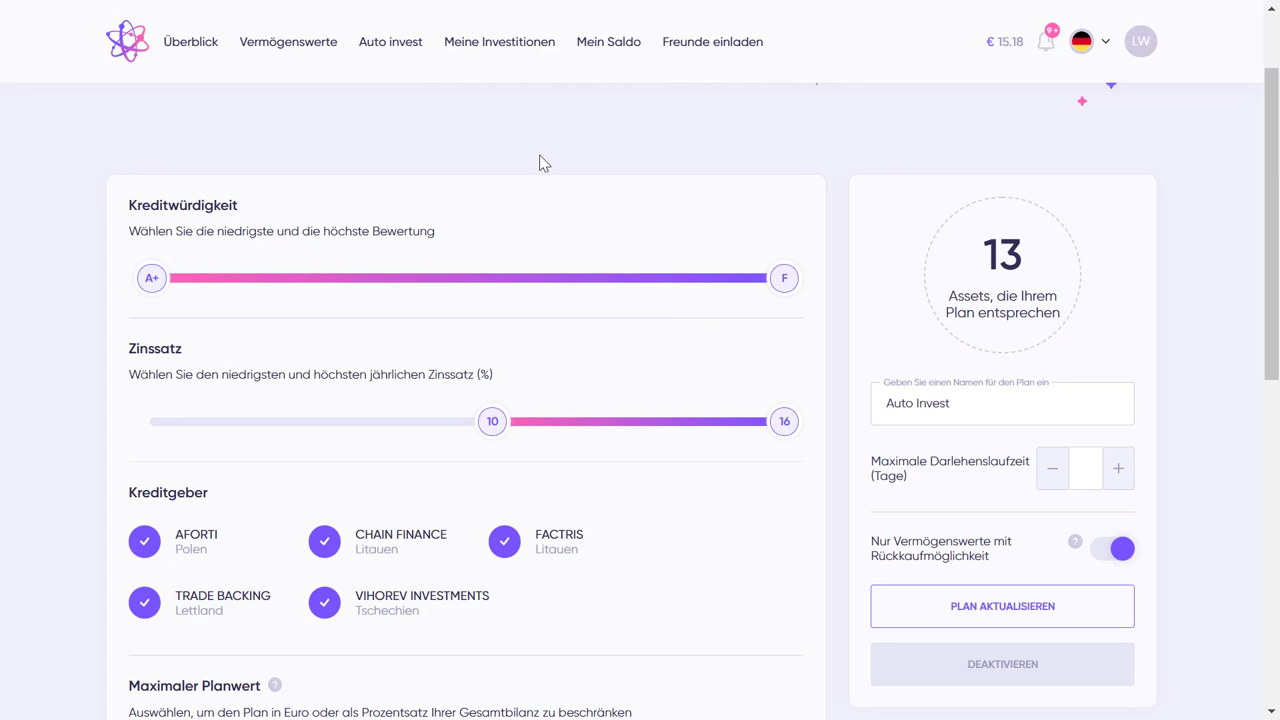 Überblick
Vermögenswerte
Auto invest
Meine Investitionen
Mein Saldo
Freunde einladen
€ 15.18
9+
LW
Kreditwürdigkeit
Wählen Sie die niedrigste und die höchste Bewertung
A+
F
Zinssatz
Wählen Sie den niedrigsten und höchsten jährlichen Zinssatz (%)
10
16
Kreditgeber
AFORTI
Polen
CHAIN FINANCE
Litauen
FACTRIS
Litauen
TRADE BACKING
Lettland
VIHOREV INVESTMENTS
Tschechien
Maximaler Planwert ?
Auswählen, um den Plan in Euro oder als Prozentsatz Ihrer Gesamtbilanz zu beschränken
13
Assets, die Ihrem
Plan entsprechen
Geben Sie einen Namen für den Plan ein
Auto Invest
Maximale Darlehenslaufzeit
(Tage)
− +
Nur Vermögenswerte mit
Rückkaufmöglichkeit
?
PLAN AKTUALISIEREN
DEAKTIVIEREN